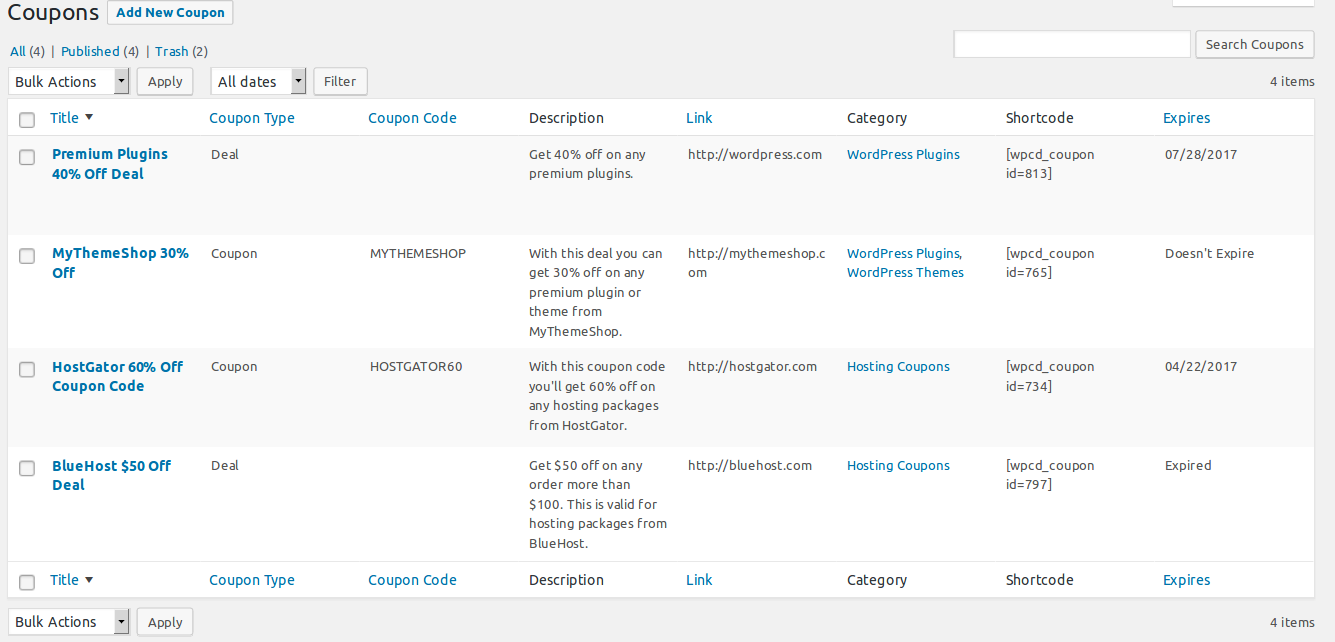 Coupons Add New Coupon
All (4) | Published (4) | Trash (2)
Search Coupons
Bulk Actions Apply All dates Filter 4 items
Title Coupon Type Coupon Code Description Link Category Shortcode Expires
Premium Plugins Deal Get 40% off on any http://wordpress.com WordPress Plugins [wpcd_coupon 07/28/2017
40% Off Deal premium plugins. id=813]
MyThemeShop 30% Coupon MYTHEMESHOP With this deal you can http://mythemeshop.c WordPress Plugins, [wpcd_coupon Doesn't Expire
Off get 30% off on any om WordPress Themes id=765]
premium plugin or
theme from
MyThemeShop.
HostGator 60% Off Coupon HOSTGATOR60 With this coupon code http://hostgator.com Hosting Coupons [wpcd_coupon 04/22/2017
Coupon Code you'll get 60% off on id=734]
any hosting packages
from HostGator.
BlueHost $50 Off Deal Get $50 off on any http://bluehost.com Hosting Coupons [wpcd_coupon Expired
Deal order more than id=797]
$100. This is valid for
hosting packages from
BlueHost.
Title Coupon Type Coupon Code Description Link Category Shortcode Expires
Bulk Actions Apply 4 items